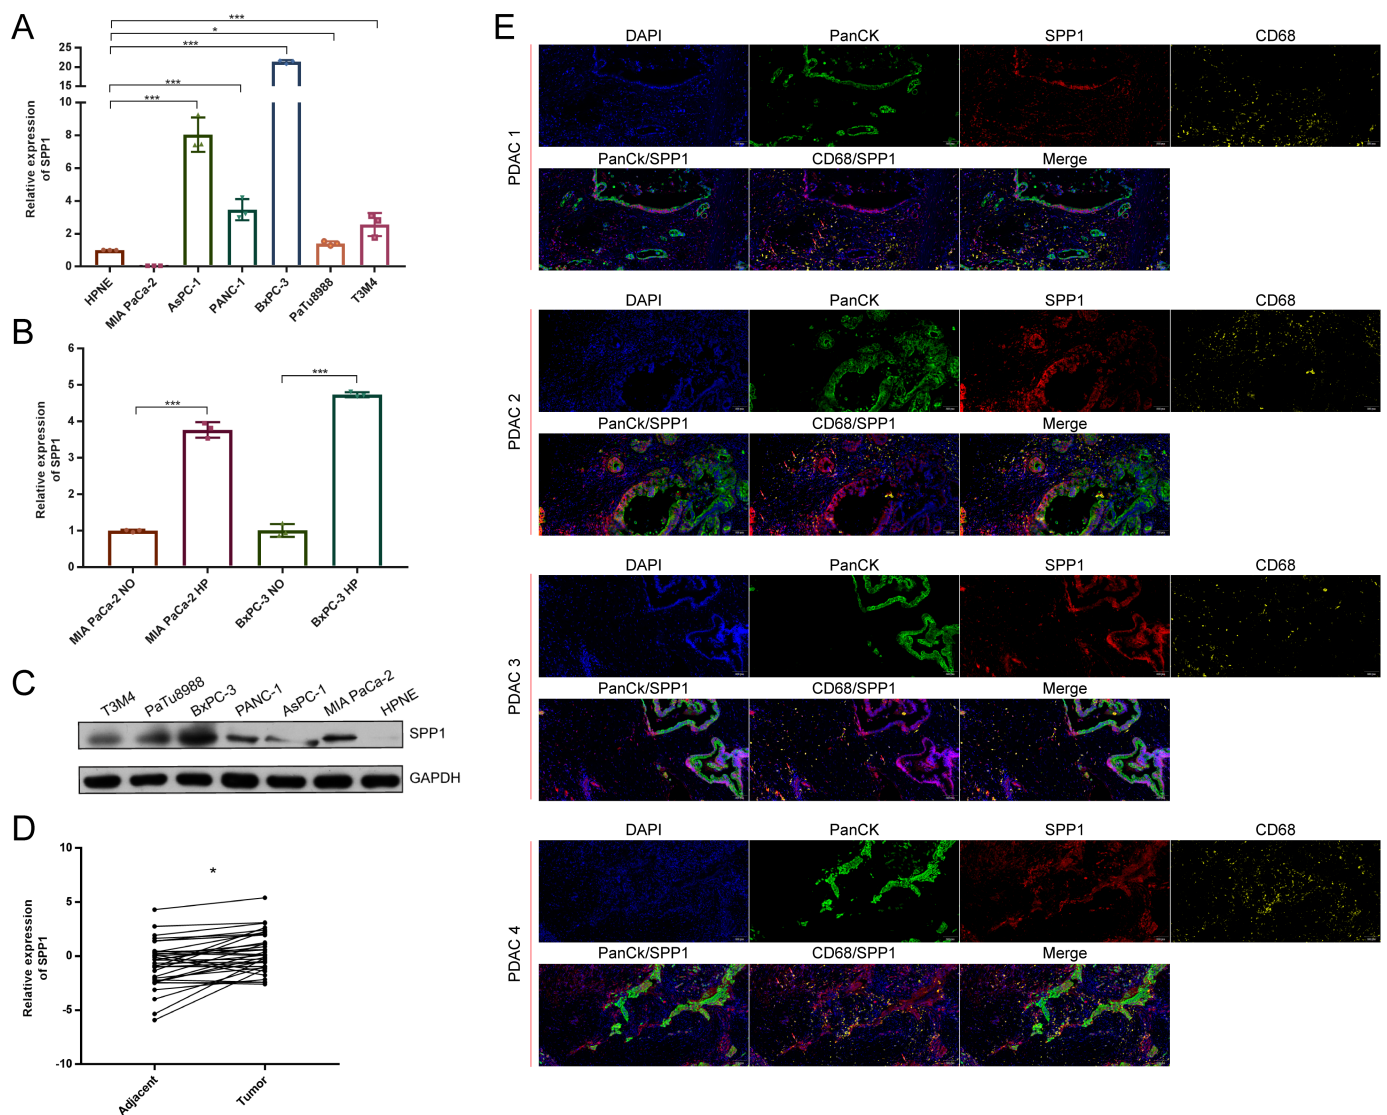 A
***
*
***
***
***
25
20
15
10
8
6
4
2
0
Relative expression
of SPP1
HPNE
MIA PaCa-2
AsPC-1
PANC-1
BxPC-3
PaTu8988
T3M4
B
6
5
4
3
2
1
0
***
***
Relative expression
of SPP1
MIA PaCa-2 NO
MIA PaCa-2 HP
BxPC-3 NO
BxPC-3 HP
C
T3M4
PaTu8988
BxPC-3
PANC-1
AsPC-1
MIA PaCa-2
HPNE
SPP1
GAPDH
D
10
5
0
-5
-10
*
Relative expression
of SPP1
Adjacent
Tumor
E
PDAC 1
DAPI PanCK SPP1 CD68
PanCk/SPP1 CD68/SPP1 Merge
PDAC 2
DAPI PanCK SPP1 CD68
PanCk/SPP1 CD68/SPP1 Merge
PDAC 3
DAPI PanCK SPP1 CD68
PanCk/SPP1 CD68/SPP1 Merge
PDAC 4
DAPI PanCK SPP1 CD68
PanCk/SPP1 CD68/SPP1 Merge